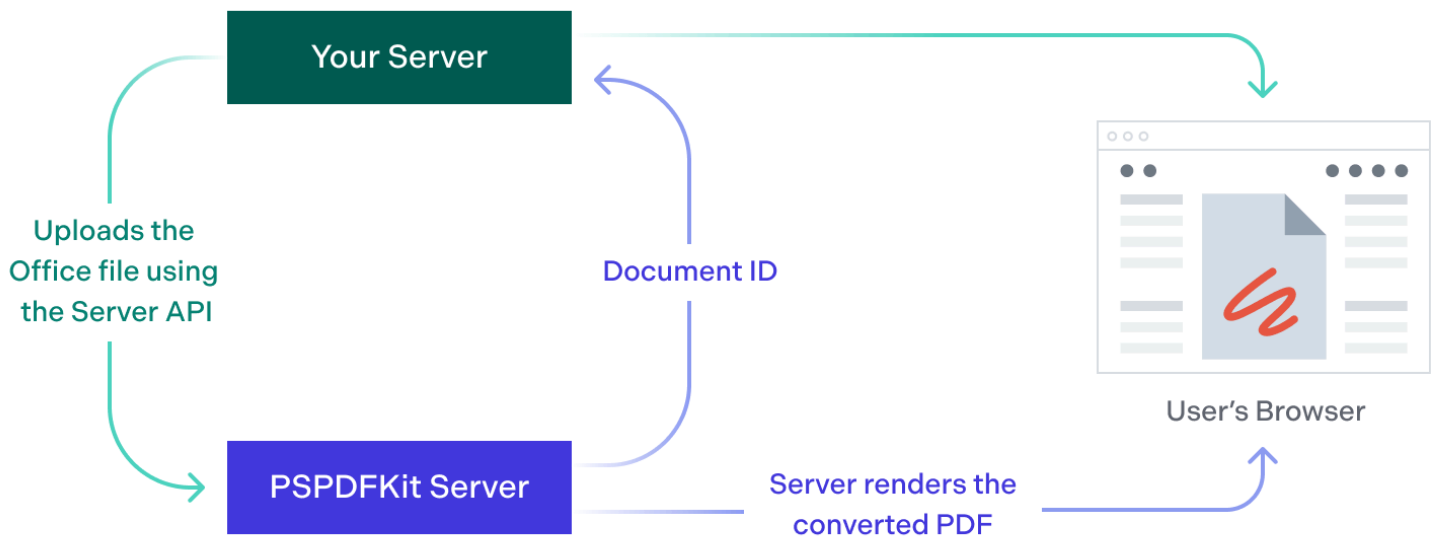 Your Server
Uploads the
Office file using
the Server API
Document ID
User’s Browser
PSPDFKit Server
Server renders the
converted PDF